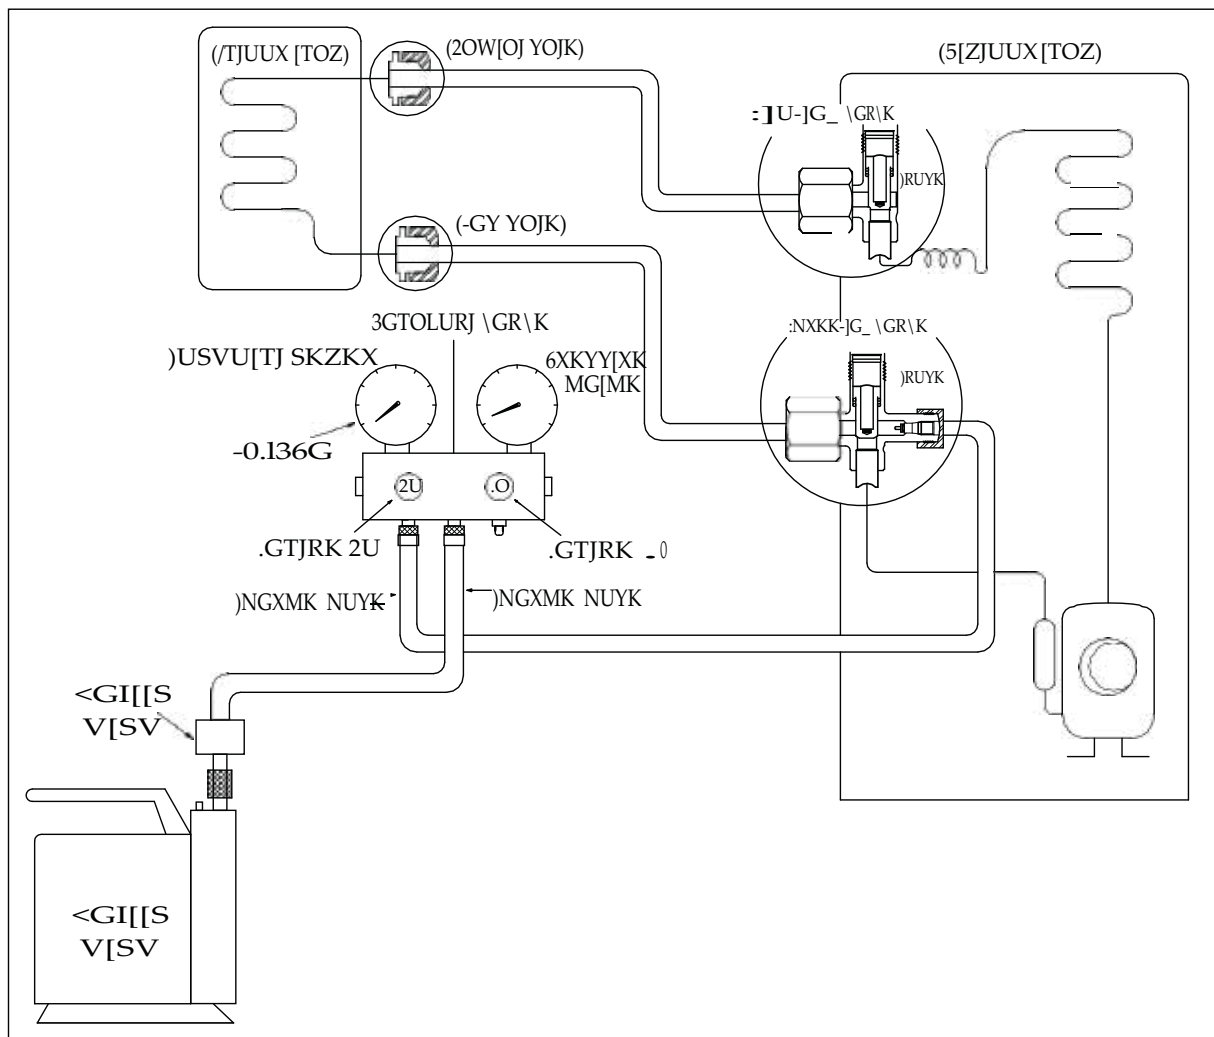 (/TJUUX [TOZ)
(2OW[OJ YOJK)
(5[ZJUUX [TOZ)
U-]G_ \GR\K
)RUYK
(-GY YOJK)
3GTOLURJ \GR\K
:NXKK-]G_ \GR\K
)USVU[TJ SKZKX
6XKYY[XK
MG[MK
)RUYK
-0.136G
2U
.O
.GTJRK 2U
.GTJRK
)NGXMK NUYK
)NGXMK NUYK
<GI[[S
V[SV
<GI[[S
V[SV